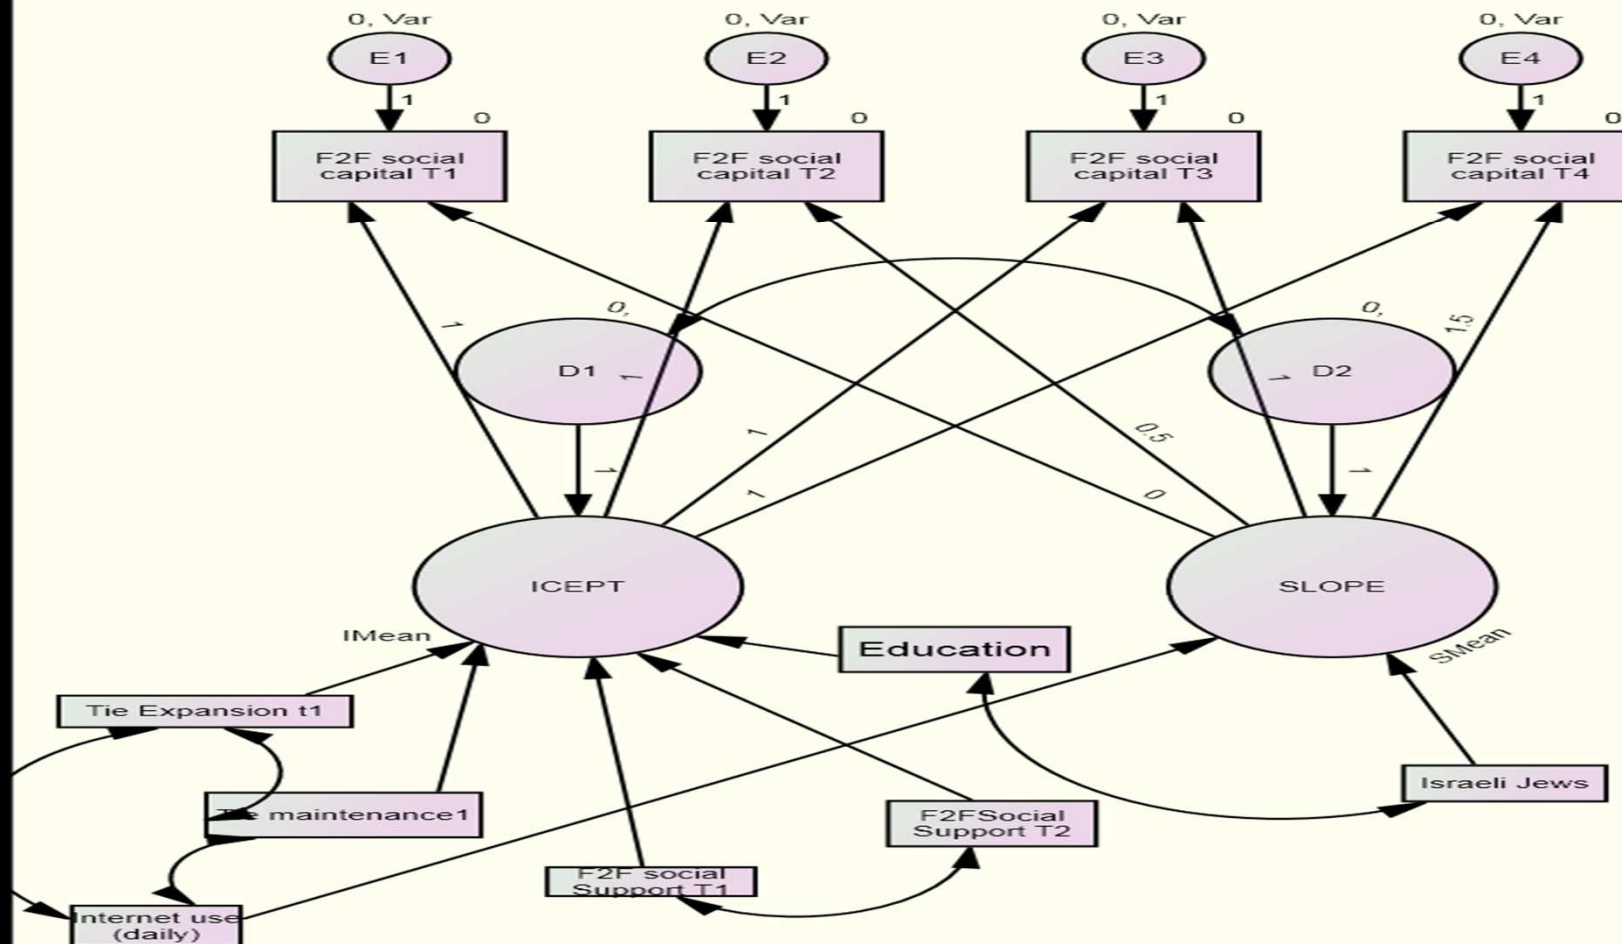 0, Var
0, Var
0, Var
0, Var
E1
E2
E3
E4
1
1
1
1
0
0
0
0
F2F social
capital T1
F2F social
capital T2
F2F social
capital T3
F2F social
capital T4
0,
0,
1
1.5
D1
1
1
D2
1
0.5
1
1
1
0
ICEPT
SLOPE
IMean
SMean
Education
Tie Expansion t1
Israeli Jews
Tie maintenance1
F2FSocial
Support T2
F2F social
Support T1
Internet use
(daily)